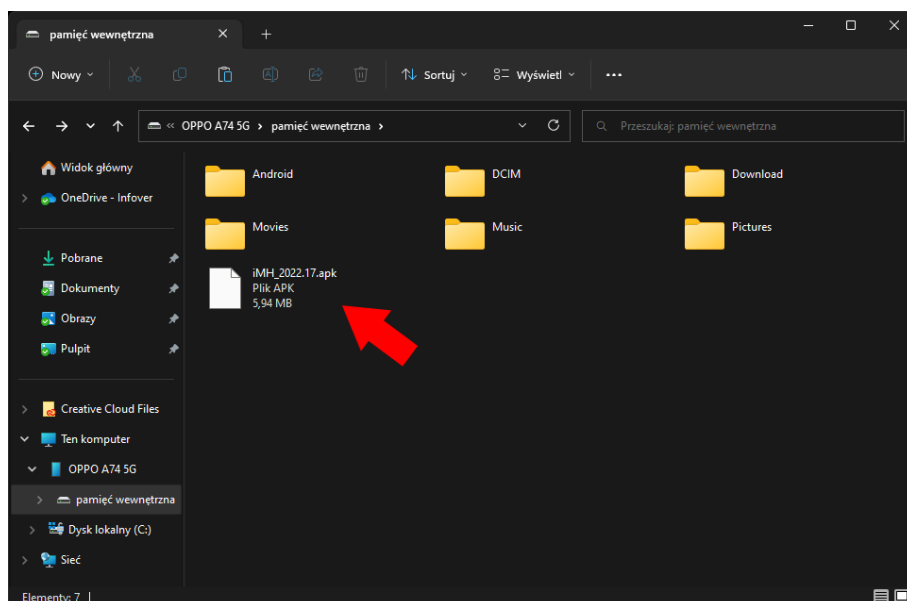 pamięć wewnętrzna
Nowy
Sortuj
Wyświetl
« OPPO A74 5G > pamięć wewnętrzna >
Przeszukaj: pamięć wewnętrzna
Widok główny
OneDrive - Infover
Pobrane
Dokumenty
Obrazy
Pulpit
Creative Cloud Files
Ten komputer
OPPO A74 5G
pamięć wewnętrzna
Dysk lokalny (C:)
Sieć
Android
DCIM
Download
Movies
Music
Pictures
iMH_2022.17.apk
Plik APK
5,94 MB
Elementy: 7